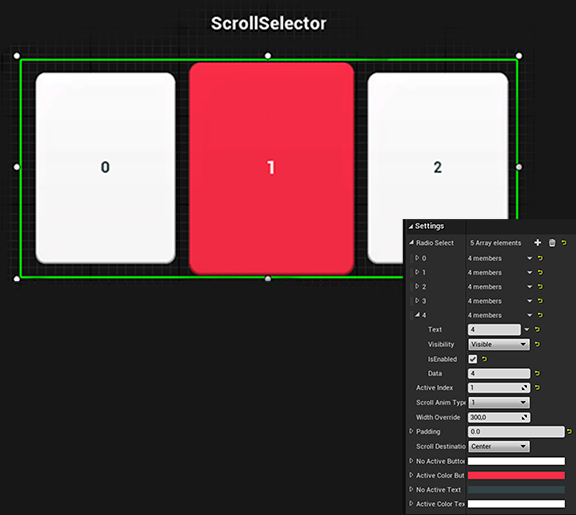 ScrollSelector
0
1
2
Settings
Radio Select 5 Array elements
0 4 members
1 4 members
2 4 members
3 4 members
4 4 members
Text 4
Visibility Visible
IsEnabled
Data 4
Active Index 1
Scroll Anim Type 1
Width Override 300,0
Padding 0.0
Scroll Destinatio Center
No Active Button
Active Color But
No Active Text
Active Color Tex